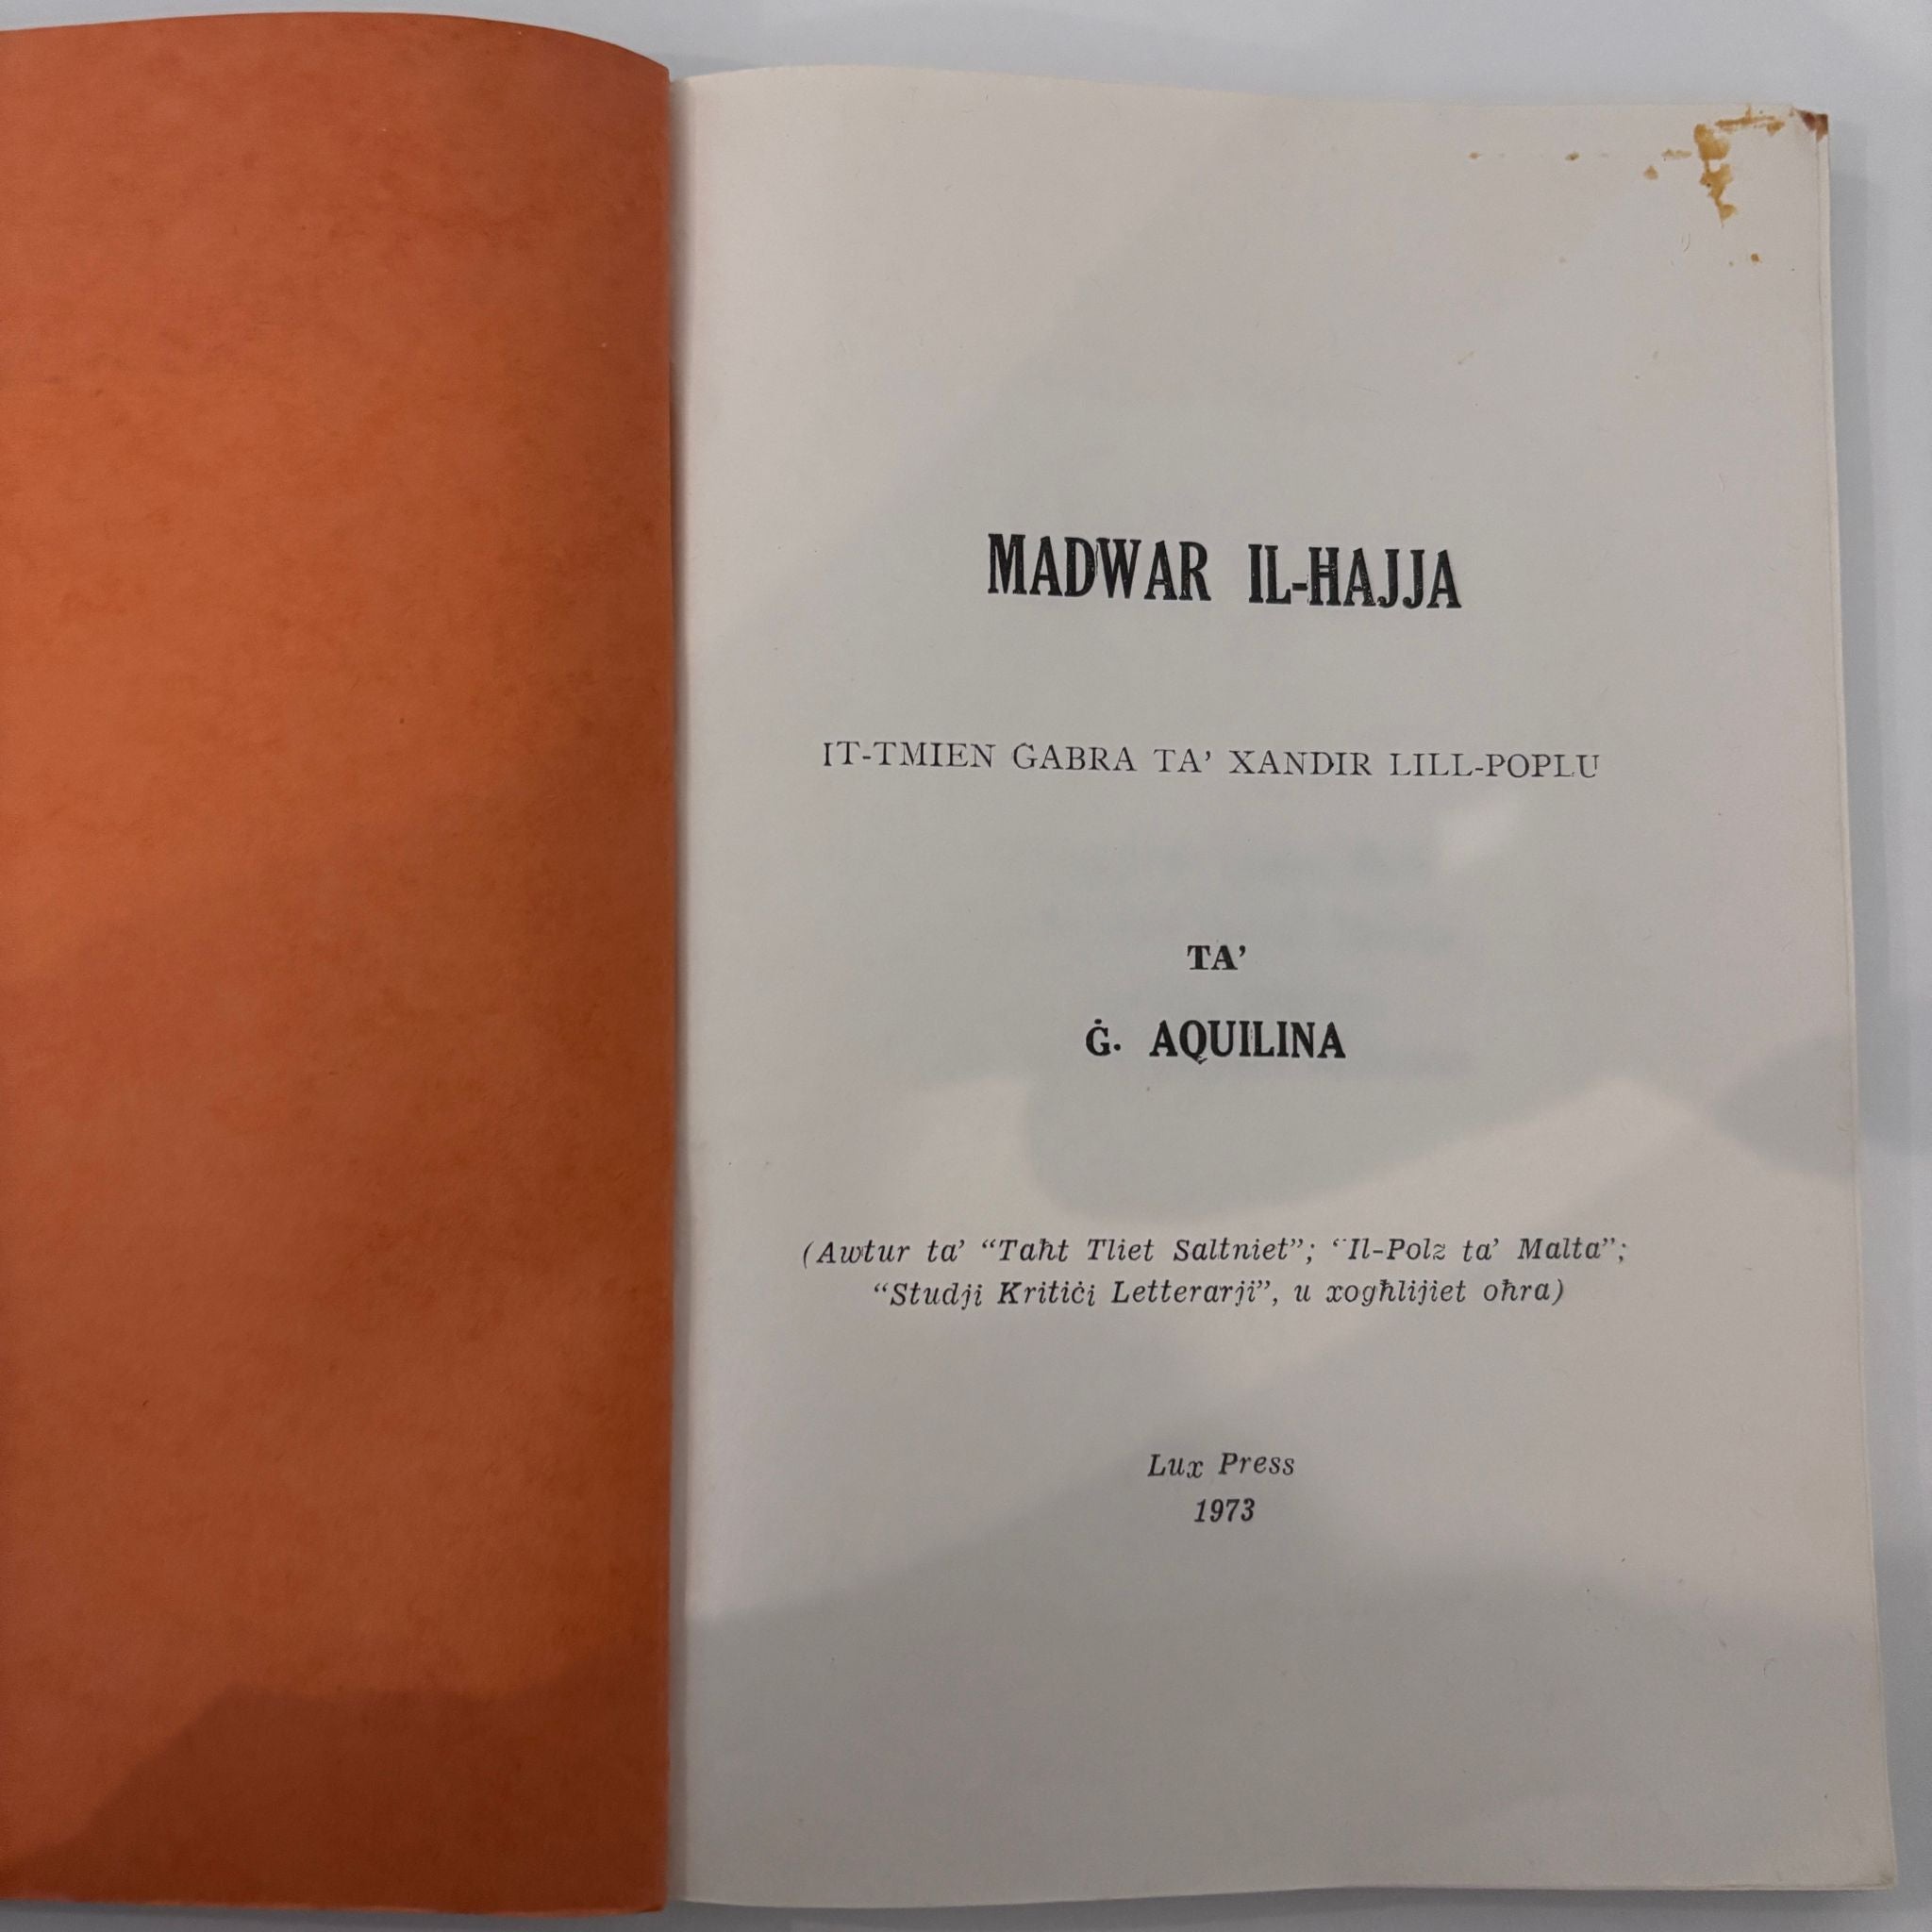 MADWAR IL-ĦAJJA
IT-TMIEN ĠABRA TA' XANDIR LILL-POPLU
TA'
Ġ. AQUILINA
(Awtur ta' “Taħt Tliet Saltniet”; “Il-Polz ta' Malta”;
“Studji Kritiċi Letterarji”, u xogħlijiet oħra)
Lux Press
1973